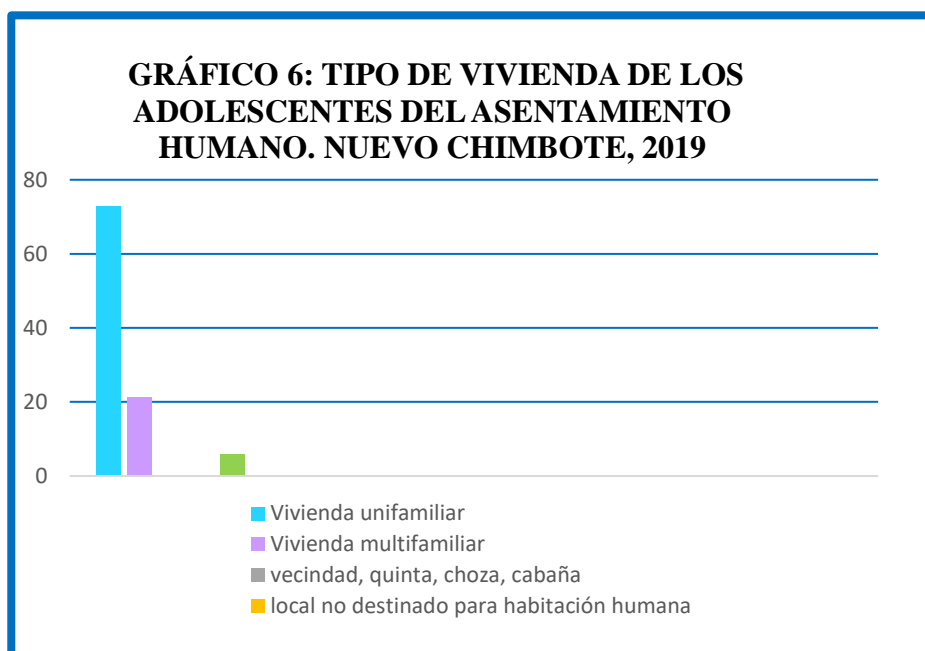 GRÁFICO 6: TIPO DE VIVIENDA DE LOS
ADOLESCENTES DEL ASENTAMIENTO
HUMANO. NUEVO CHIMBOTE, 2019
80
60
40
20
0
Vivienda unifamiliar
Vivienda multifamiliar
vecindad, quinta, choza, cabaña
local no destinado para habitación humana